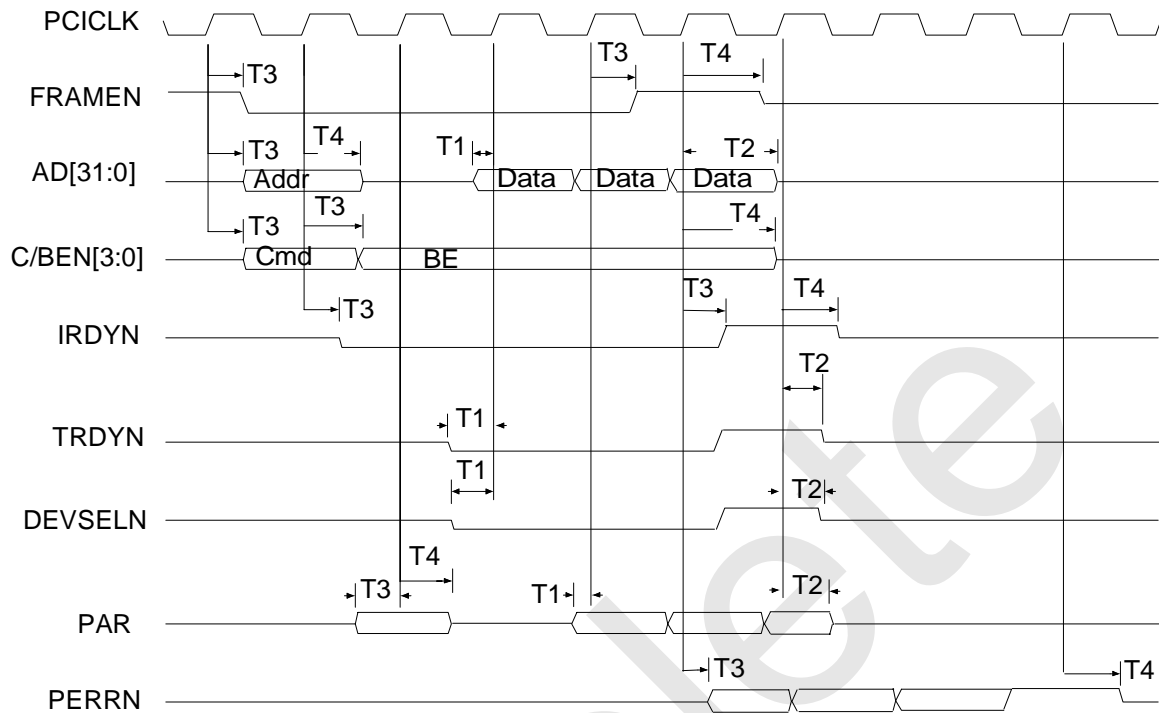 PCICLK
T3 T3 T4
FRAMEN
T3 T4 T1 T2
AD[31:0] Addr Data Data Data
T3 T3 T4
C/BEN[3:0] Cmd BE
T3 T3 T4
IRDYN
T2
T1
TRDYN
T1 T2
DEVSELN
T4
T3 T1 T2
PAR
T3 T4
PERRN
lete